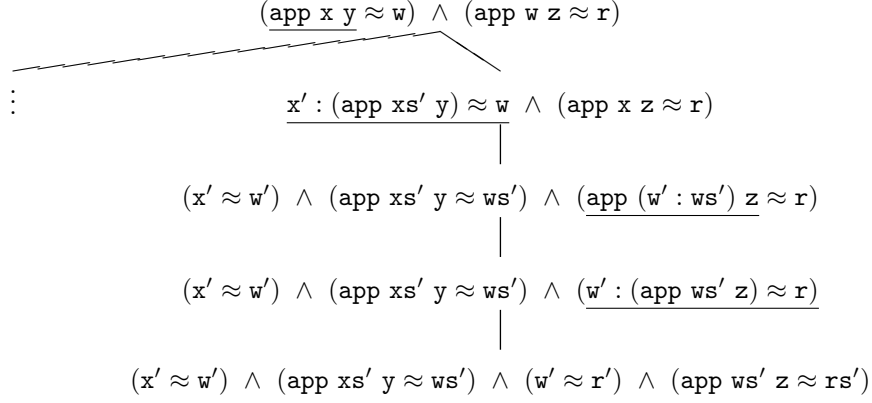 (app x y ≈ w) ∧ (app w z ≈ r)
⋮
x′ : (app xs′ y) ≈ w ∧ (app x z ≈ r)
(x′ ≈ w′) ∧ (app xs′ y ≈ ws′) ∧ (app (w′ : ws′) z ≈ r)
(x′ ≈ w′) ∧ (app xs′ y ≈ ws′) ∧ (w′ : (app ws′ z) ≈ r)
(x′ ≈ w′) ∧ (app xs′ y ≈ ws′) ∧ (w′ ≈ r′) ∧ (app ws′ z ≈ rs′)